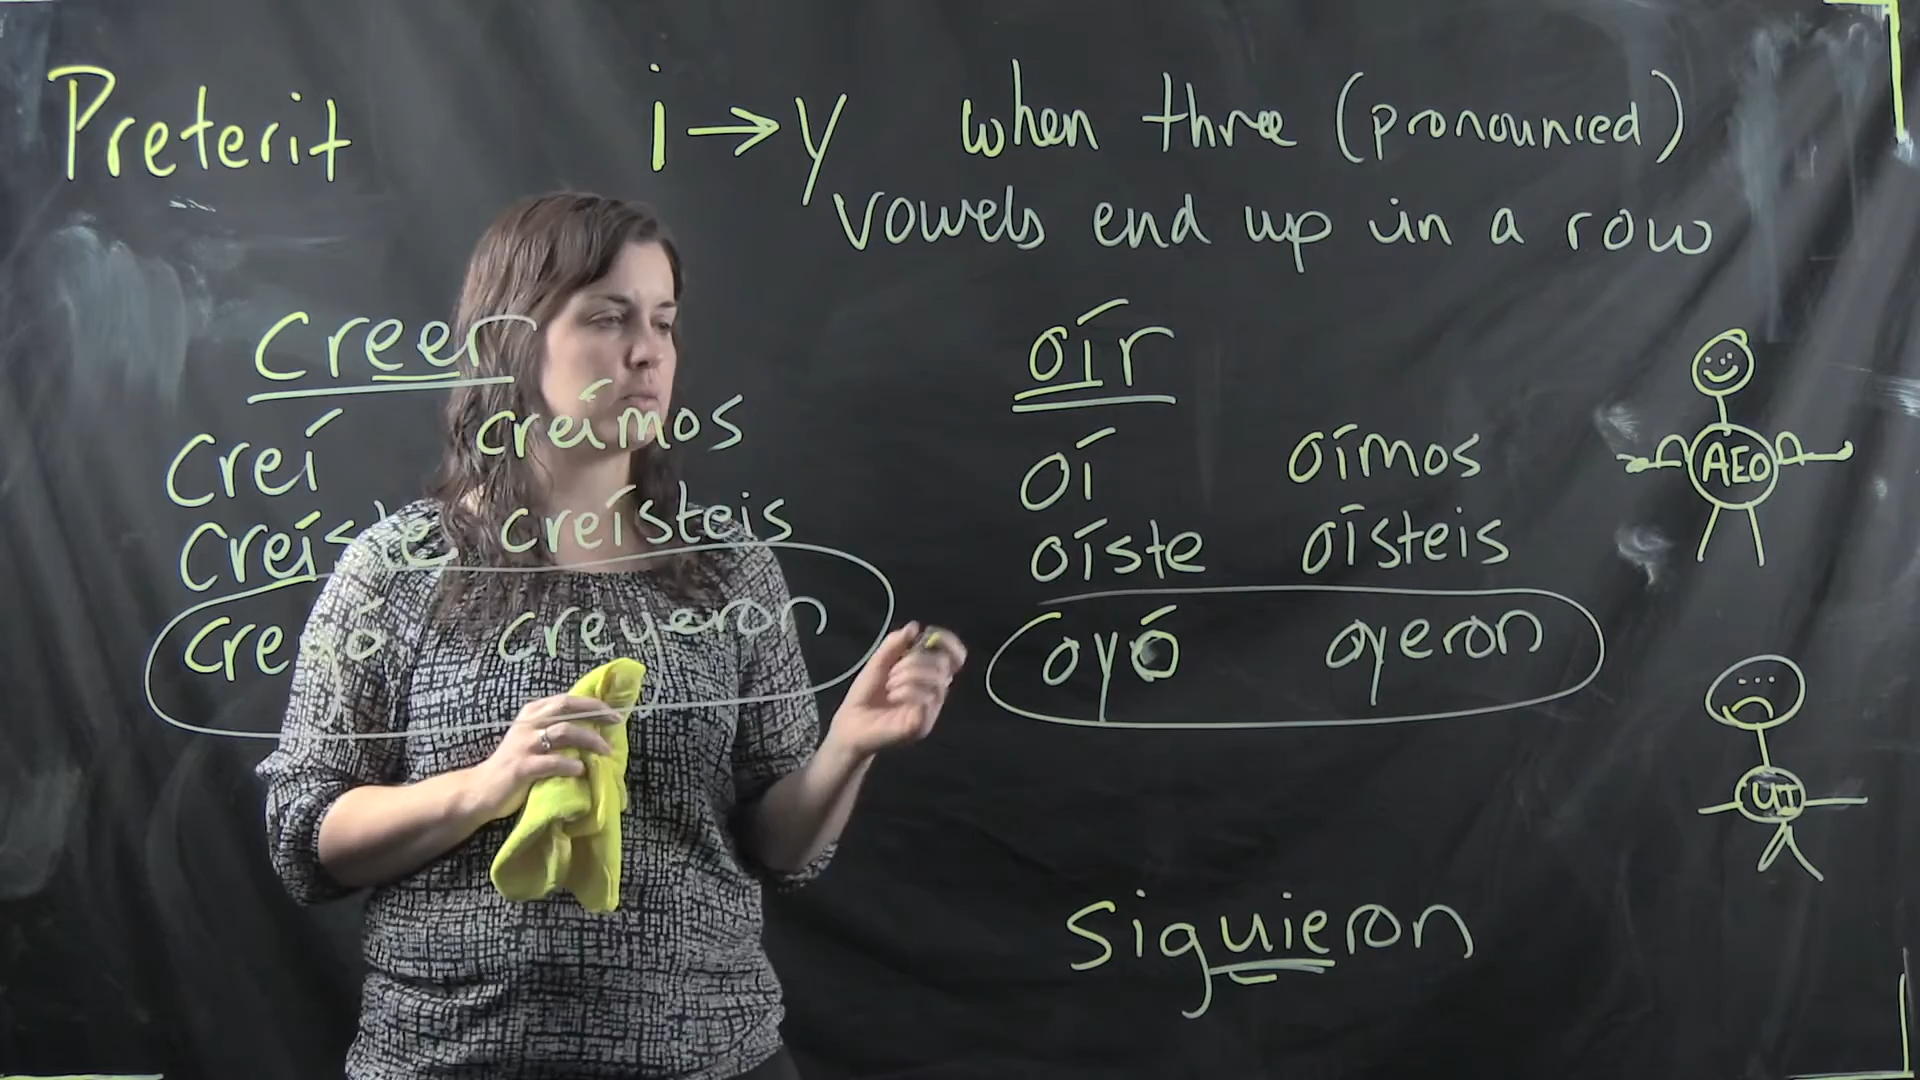 Preterit
i → y when three (pronounced)
vowels end up in a row
creer
creí creímos
creíste creísteis
creyó creyeron
oír
oí oímos
oíste oísteis
oyó oyeron
AEO
UI
siguieron